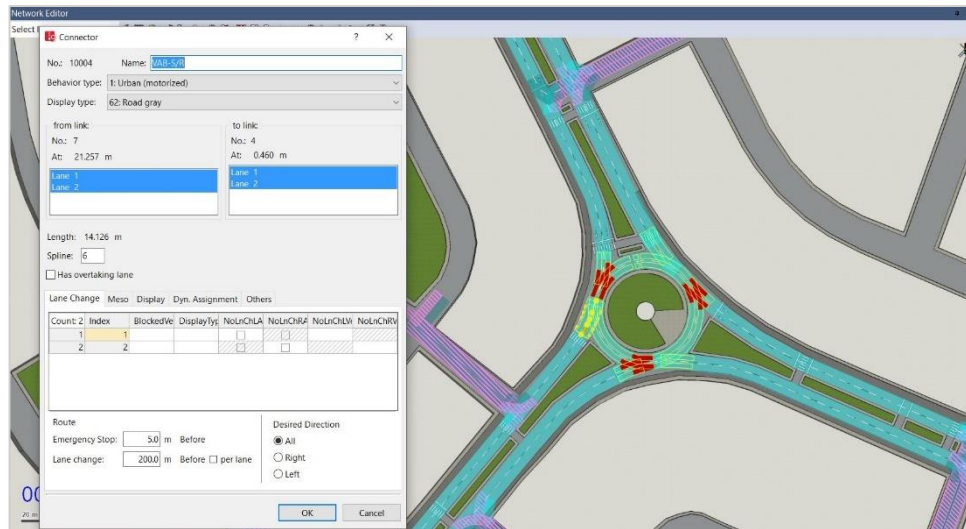 Network Editor
Select
Connector
? ×
No.: 10004 Name: VAB-S/R
Behavior type: 1: Urban (motorized)
Display type: 62: Road gray
from link: to link:
No.: 7 No.: 4
At: 21.257 m At: 0.460 m
Lane 1 Lane 1
Lane 2 Lane 2
Length: 14.126 m
Spline: 6
Has overtaking lane
Lane Change Meso Display Dyn. Assignment Others
Count: 2 Index BlockedVe DisplayTyp NoLnChLA NoLnChRA NoLnChLV NoLnChRV
1 1
2 2
Route Desired Direction
Emergency Stop: 5.0 m Before All
Lane change: 200.0 m Before per lane Right
Left
00
20 m
OK Cancel